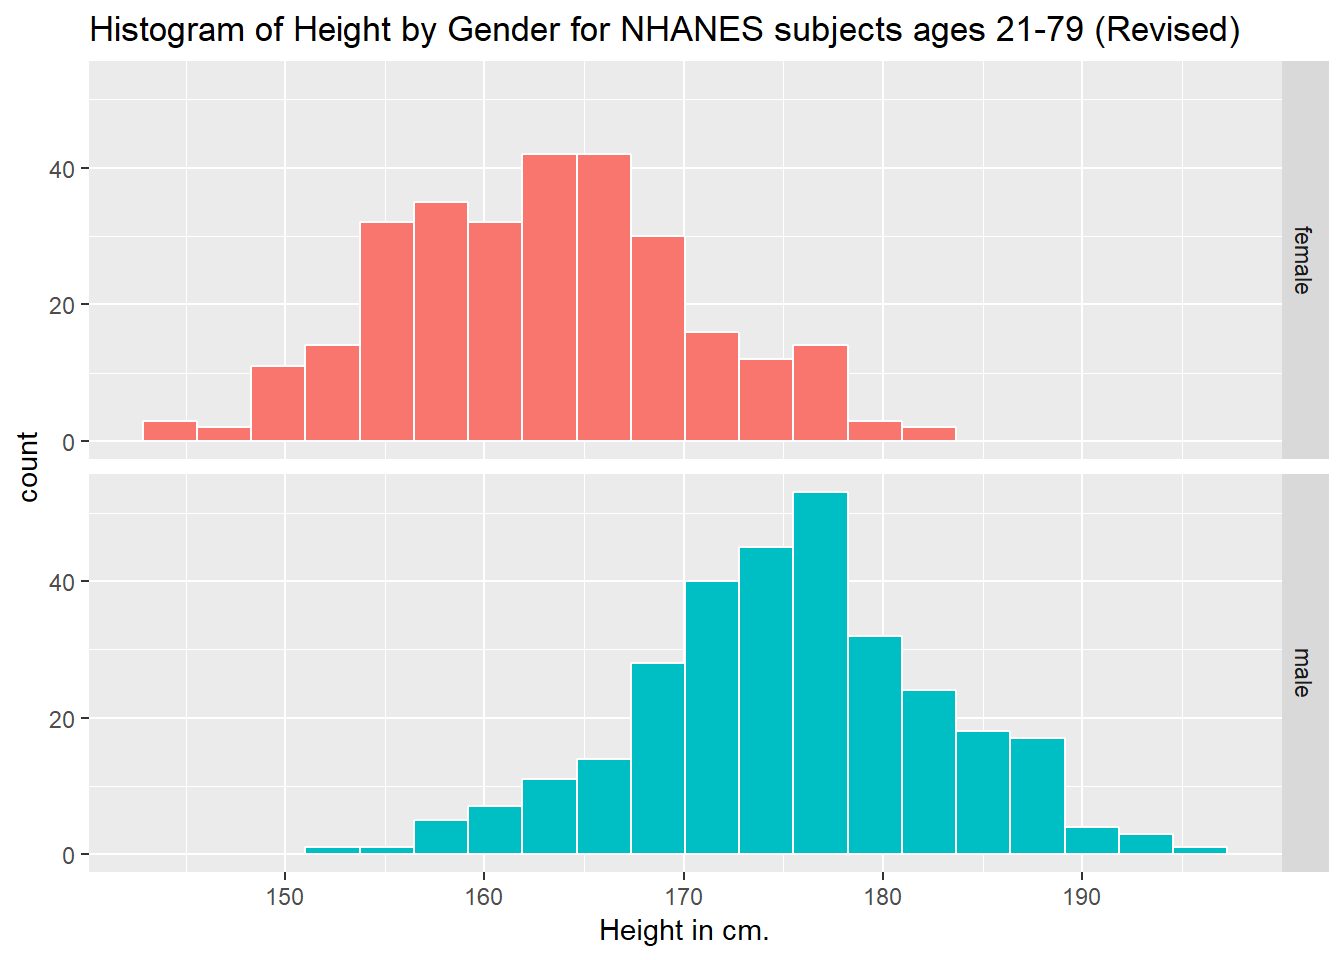 Histogram of Height by Gender for NHANES subjects ages 21-79 (Revised)
40
20
0
female
count
40
20
0
male
150 160 170 180 190
Height in cm.